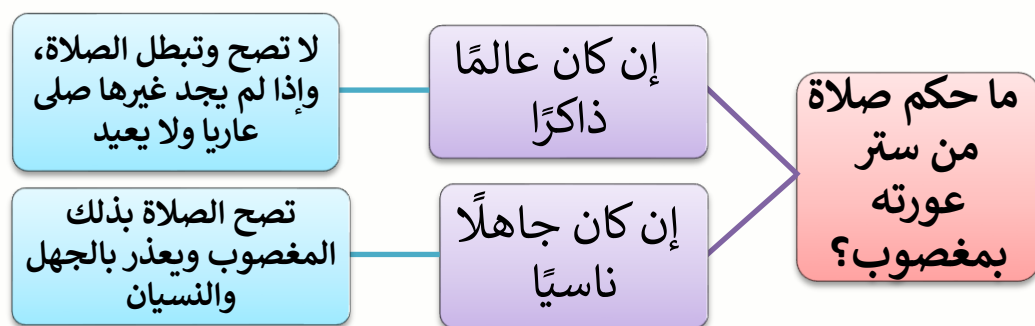 ما حكم صلاة
من ستر
عورته
بمغصوب؟
إن كان عالمًا
ذاكرًا
لا تصح وتبطل الصلاة،
وإذا لم يجد غيرها صلى
عاريا ولا يعيد
إن كان جاهلًا
ناسيًا
تصح الصلاة بذلك
المغصوب ويعذر بالجهل
والنسيان